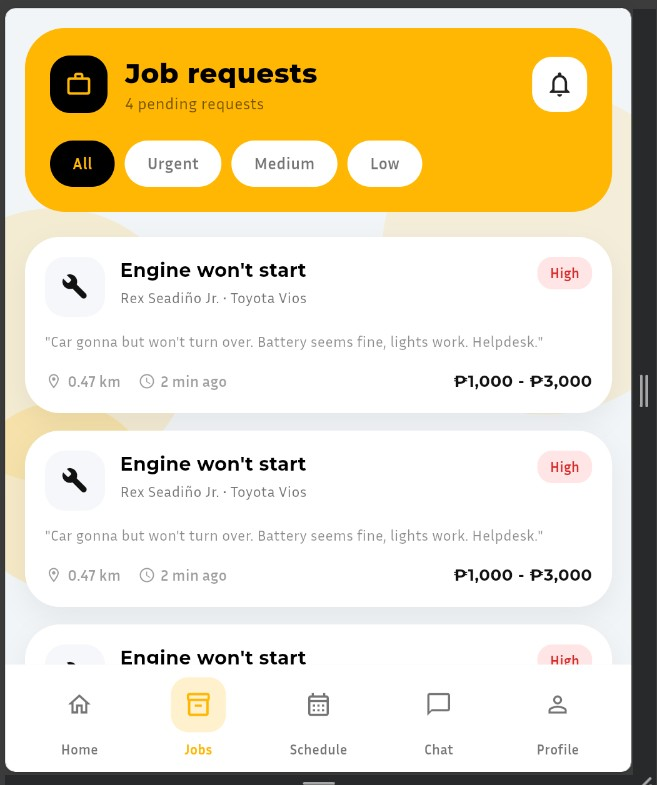 Job requests
4 pending requests
All Urgent Medium Low
Engine won't start
High
Rex Seadiño Jr. · Toyota Vios
"Car gonna but won't turn over. Battery seems fine, lights work. Helpdesk."
0.47 km 2 min ago ₱1,000 - ₱3,000
Engine won't start
High
Rex Seadiño Jr. · Toyota Vios
"Car gonna but won't turn over. Battery seems fine, lights work. Helpdesk."
0.47 km 2 min ago ₱1,000 - ₱3,000
Engine won't start
High
Home Jobs Schedule Chat Profile